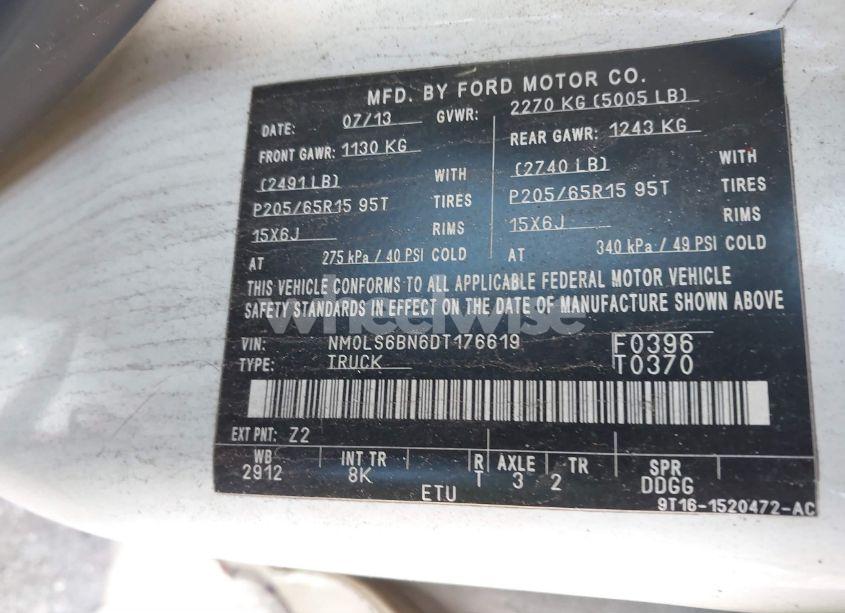 MFD. BY FORD MOTOR CO.
DATE: 07/13 GVWR: 2270 KG (5005 LB)
FRONT GAWR: 1130 KG REAR GAWR: 1243 KG
(2491 LB) WITH (2740 LB) WITH
P205/65R15 95T TIRES P205/65R15 95T TIRES
15X6J RIMS 15X6J RIMS
AT 275 kPa / 40 PSI COLD AT 340 kPa / 49 PSI COLD
THIS VEHICLE CONFORMS TO ALL APPLICABLE FEDERAL MOTOR VEHICLE
SAFETY STANDARDS IN EFFECT ON THE DATE OF MANUFACTURE SHOWN ABOVE
wheelwise
VIN: NM0LS6BN6DT176619 F0396
TYPE: TRUCK T0370
EXT PNT: Z2
WB INT TR R AXLE TR SPR
2912 8K T 3 2 DDGG
ETU
9T16-1520472-AC